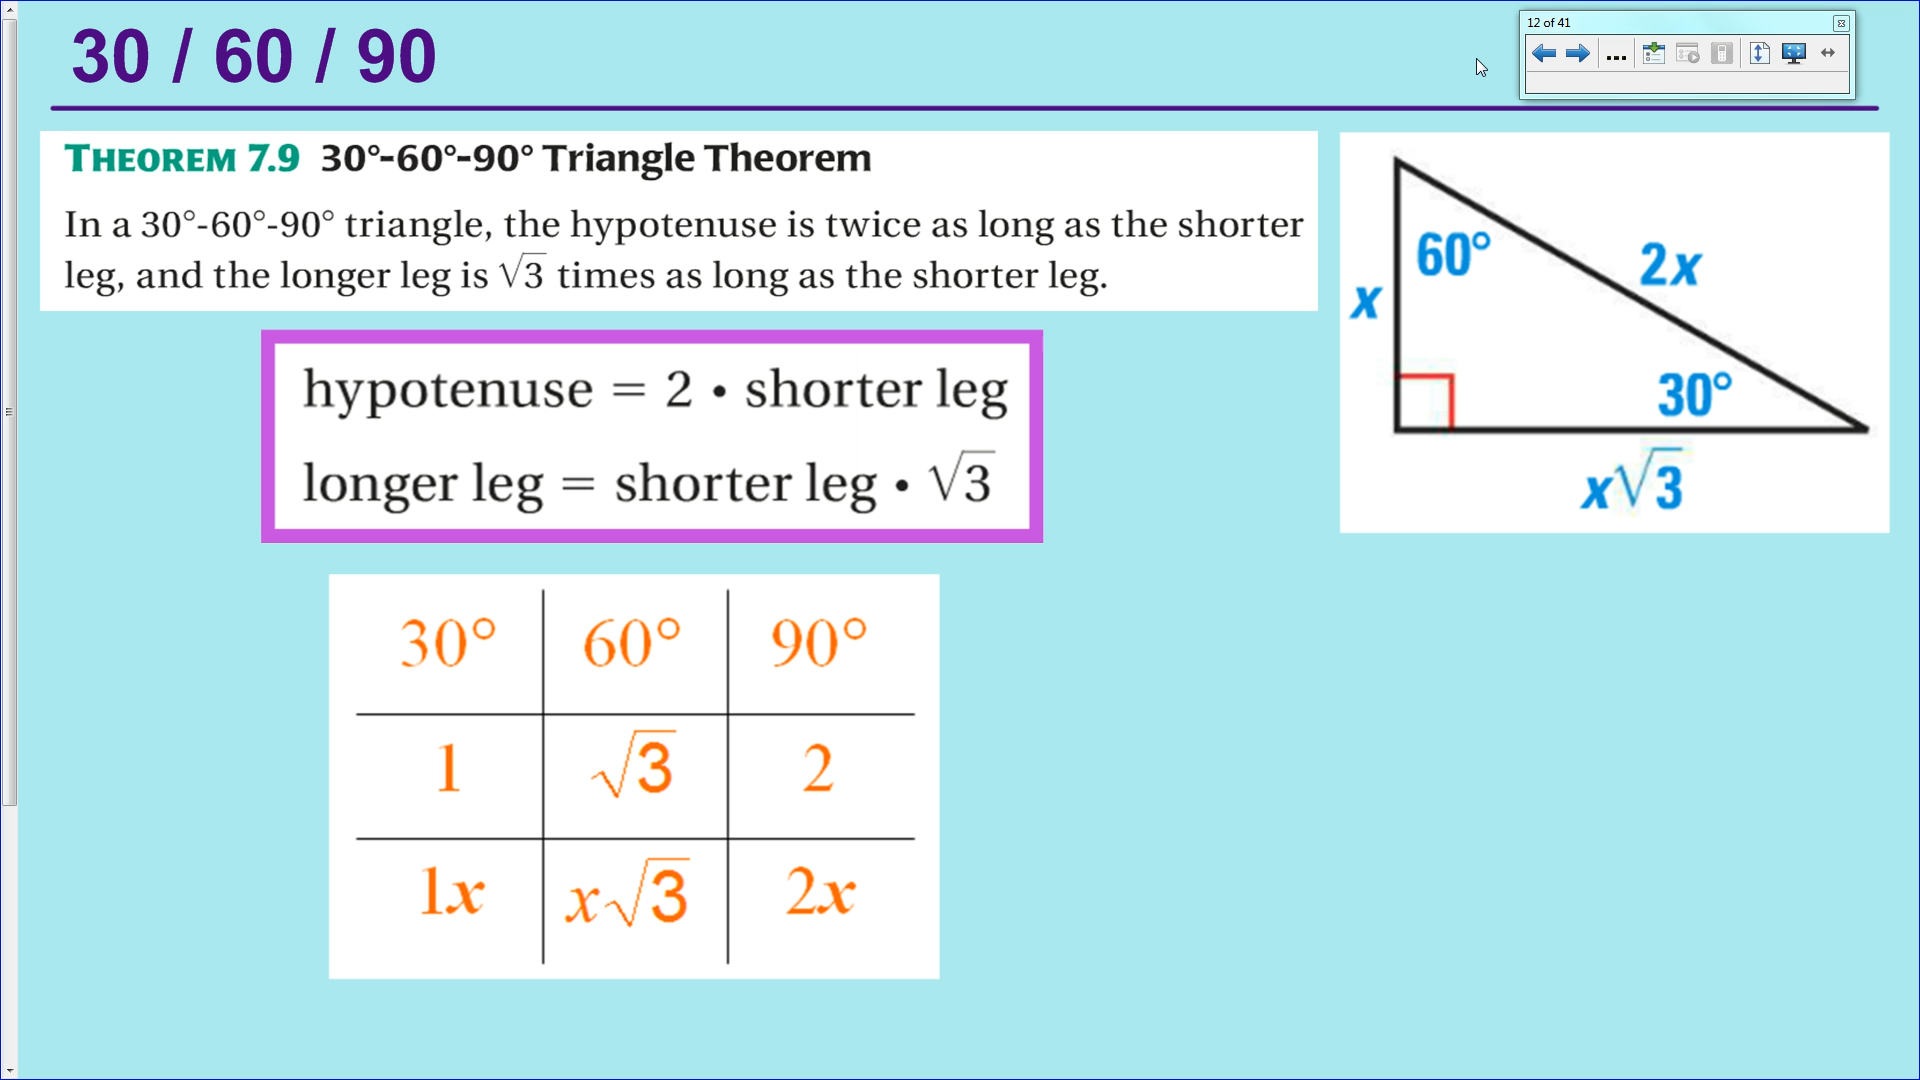 30 / 60 / 90
12 of 41
...
THEOREM 7.9 30°-60°-90° Triangle Theorem
In a 30°-60°-90° triangle, the hypotenuse is twice as long as the shorter
leg, and the longer leg is √3 times as long as the shorter leg.
60°
2x
x
30°
x√3
hypotenuse = 2 • shorter leg
longer leg = shorter leg • √3
30° 60° 90°
1 √3 2
1x x√3 2x